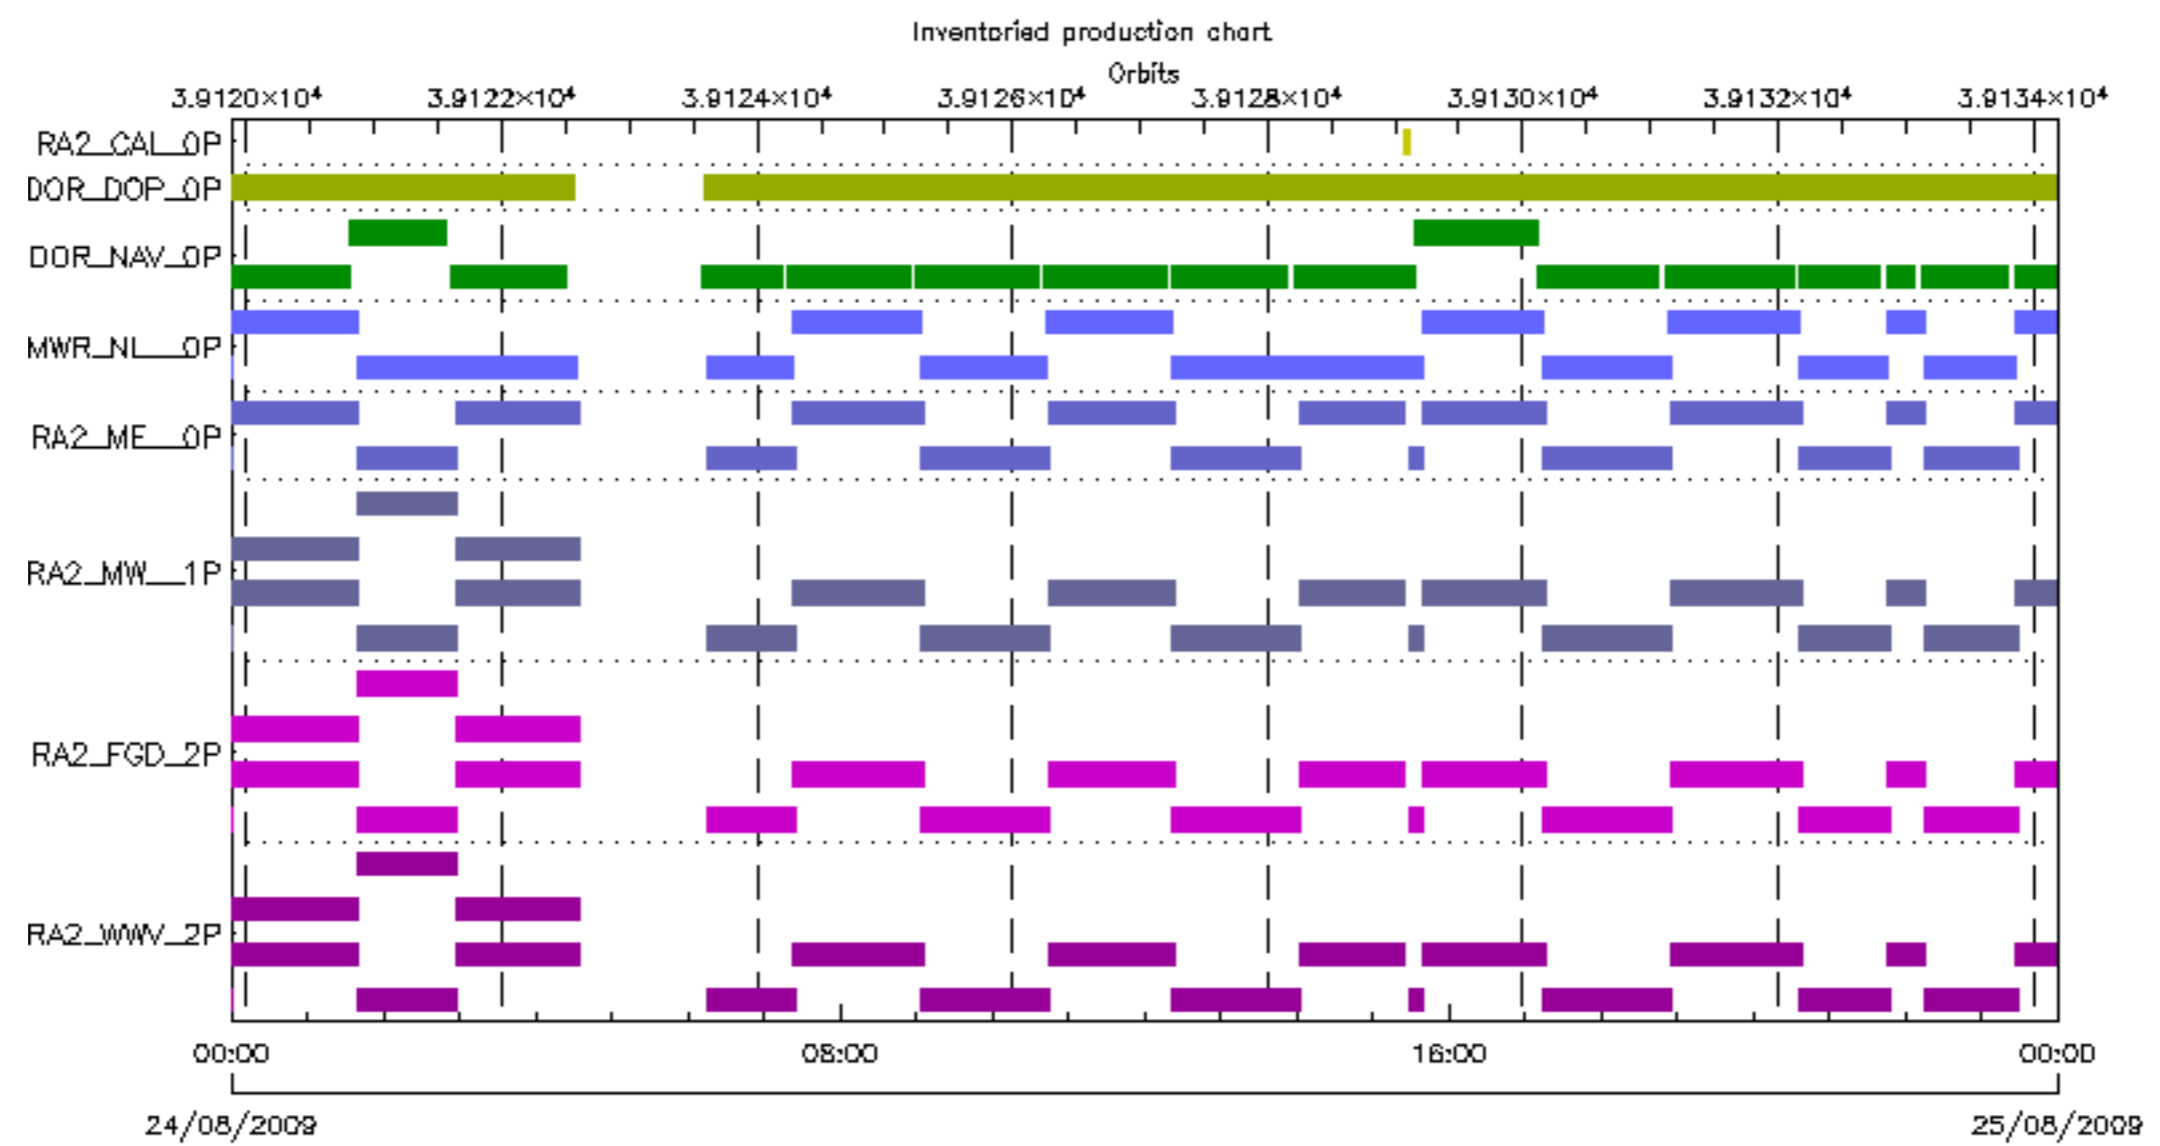 Inventoried production chart
Orbits
3.9120×10⁴ 3.9122×10⁴ 3.9124×10⁴ 3.9126×10⁴ 3.9128×10⁴ 3.9130×10⁴ 3.9132×10⁴ 3.9134×10⁴
RA2_CAL_0P
DOR_DOP_0P
DOR_NAV_0P
MWR_NL__0P
RA2_ME__0P
RA2_MW__1P
RA2_FGD_2P
RA2_WWV_2P
00:00 08:00 16:00 00:00
24/08/2009 25/08/2009